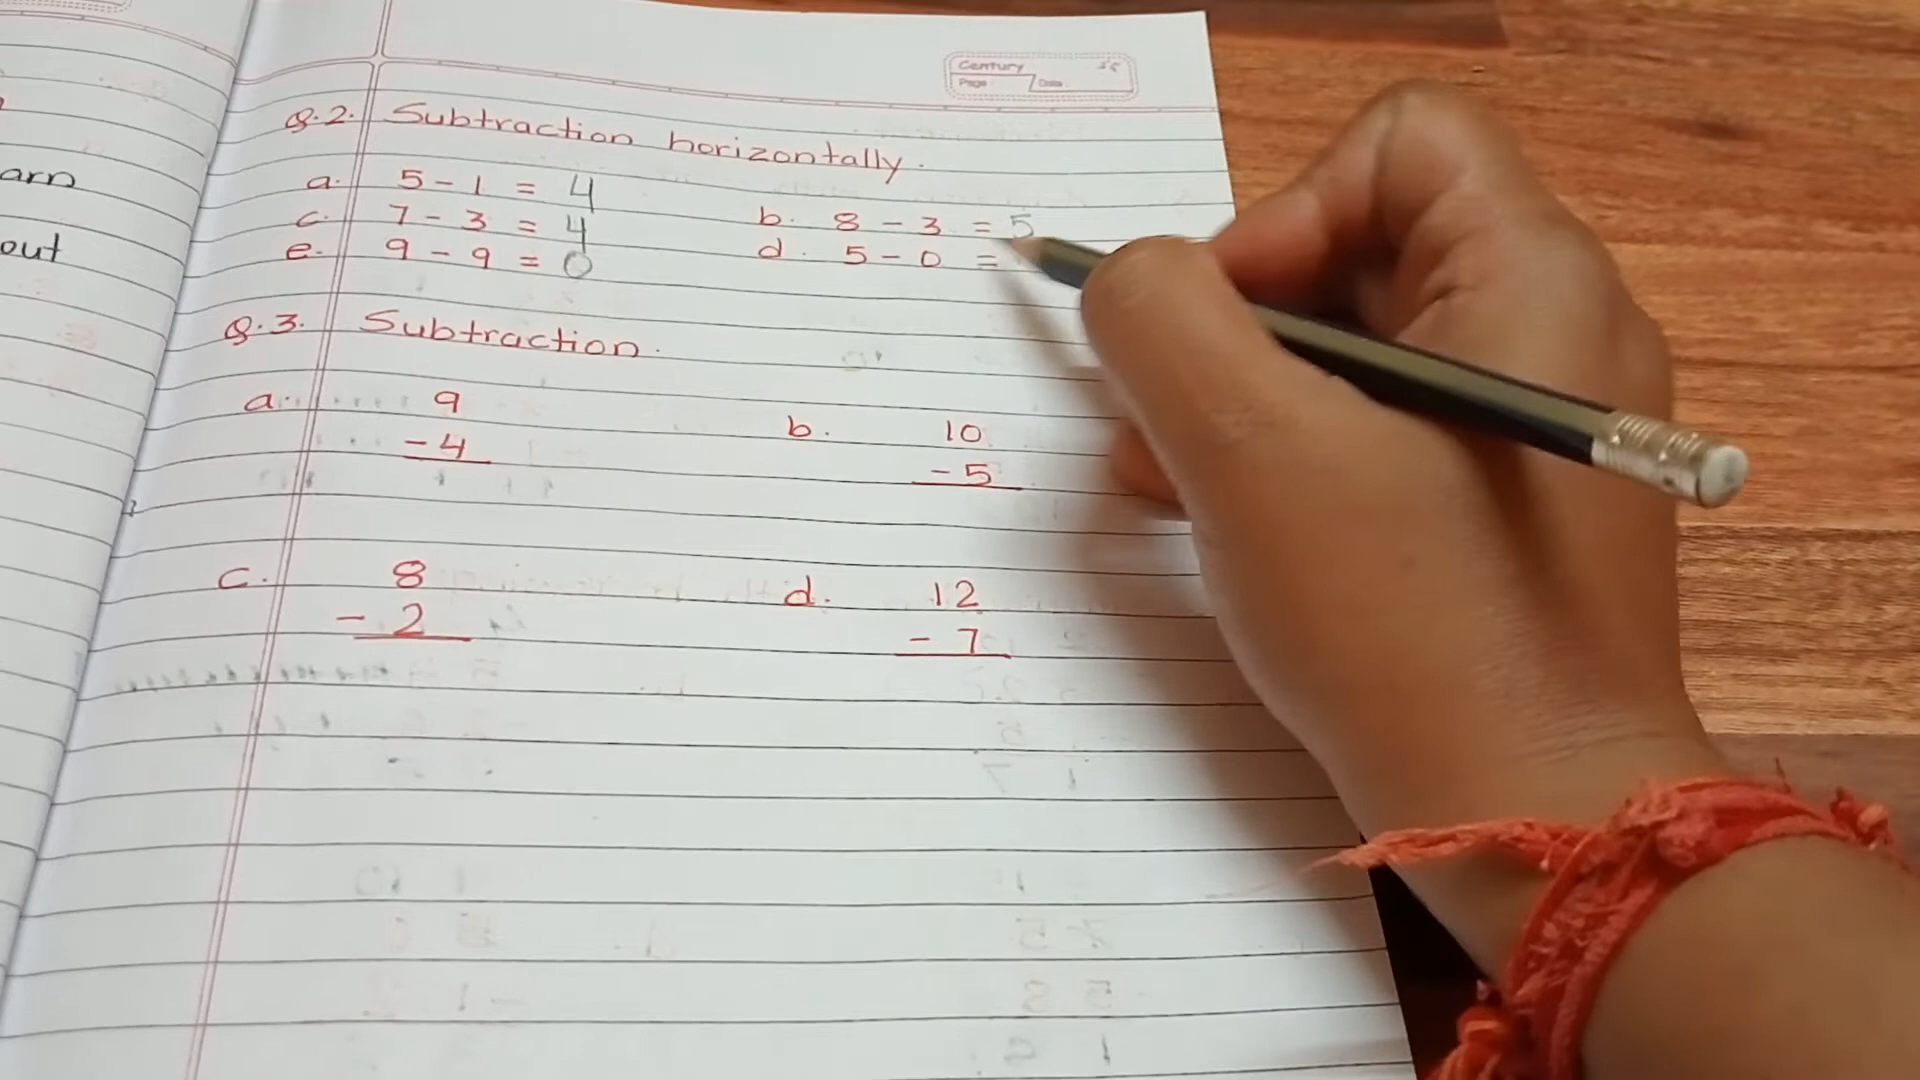 Century
Page Date
Q.2. Subtraction horizontally.
a. 5 - 1 = 4
b. 8 - 3 = 5
c. 7 - 3 = 4
d. 5 - 0 =
e. 9 - 9 = 0
Q.3. Subtraction.
a. 9
- 4
b. 10
- 5
c. 8
- 2
d. 12
- 7
arn
out